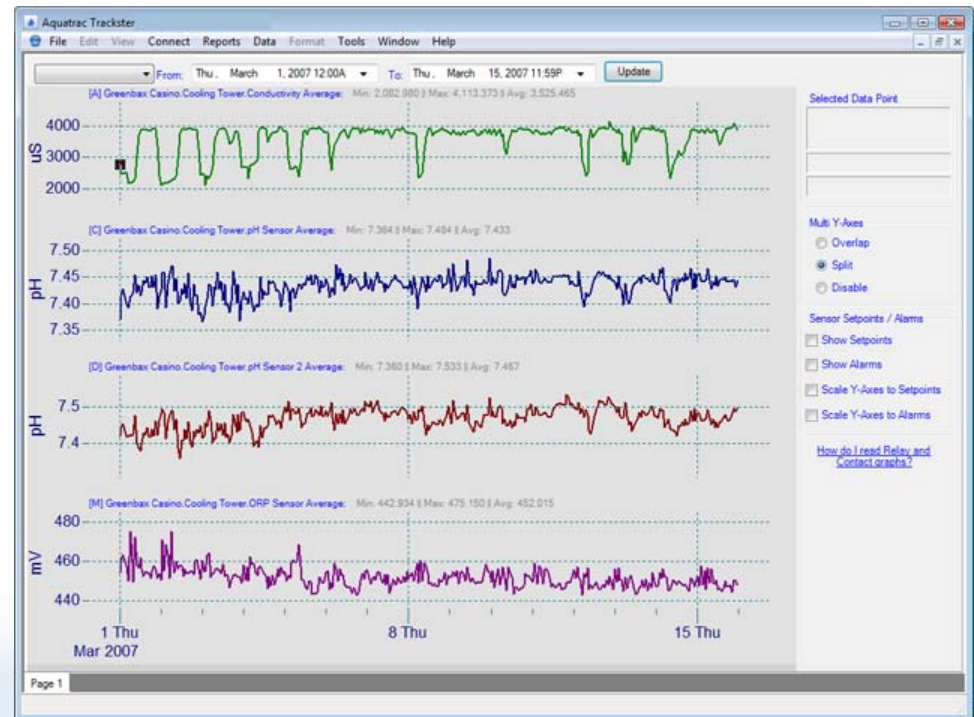 Aquatrac Trackster
File Edit View Connect Reports Data Format Tools Window Help
From: Thu, March 1, 2007 12:00A To: Thu, March 15, 2007 11:59P Update
[A] Greenbax Casino.Cooling Tower.Conductivity Average: Min: 2,082.980 || Max: 4,113.373 || Avg: 3,525.465
4000
3000
2000
uS
[C] Greenbax Casino.Cooling Tower.pH Sensor Average: Min: 7.364 || Max: 7.484 || Avg: 7.433
7.50
7.45
7.40
7.35
pH
[D] Greenbax Casino.Cooling Tower.pH Sensor 2 Average: Min: 7.360 || Max: 7.533 || Avg: 7.467
7.5
7.4
pH
[M] Greenbax Casino.Cooling Tower.ORP Sensor Average: Min: 442.934 || Max: 475.150 || Avg: 452.015
480
460
440
mV
1 Thu 8 Thu 15 Thu
Mar 2007
Selected Data Point
Multi Y-Axes
Overlap
Split
Disable
Sensor Setpoints / Alarms
Show Setpoints
Show Alarms
Scale Y-Axes to Setpoints
Scale Y-Axes to Alarms
How do I read Relay and
Contact graphs?
Page 1